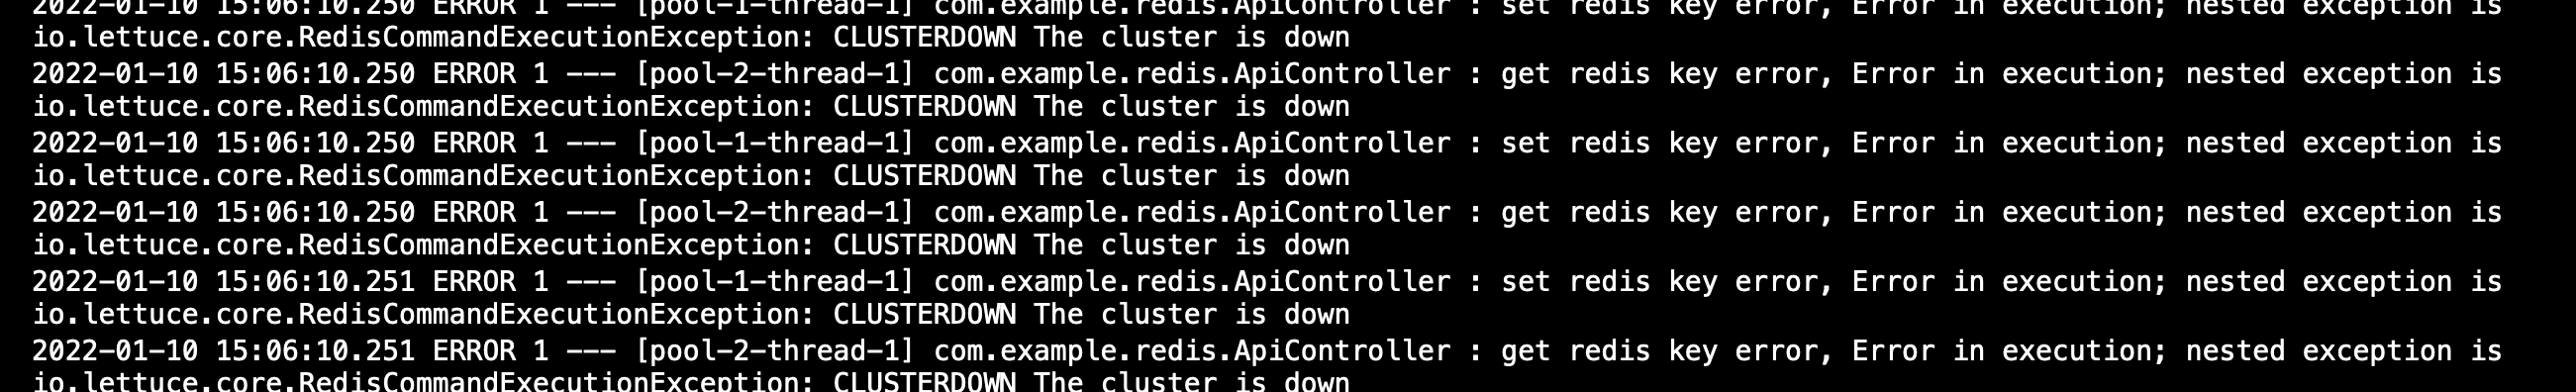 2022-01-10 15:06:10.250 ERROR 1 --- [pool-1-thread-1] com.example.redis.ApiController : set redis key error, Error in execution; nested exception is
io.lettuce.core.RedisCommandExecutionException: CLUSTERDOWN The cluster is down
2022-01-10 15:06:10.250 ERROR 1 --- [pool-2-thread-1] com.example.redis.ApiController : get redis key error, Error in execution; nested exception is
io.lettuce.core.RedisCommandExecutionException: CLUSTERDOWN The cluster is down
2022-01-10 15:06:10.250 ERROR 1 --- [pool-1-thread-1] com.example.redis.ApiController : set redis key error, Error in execution; nested exception is
io.lettuce.core.RedisCommandExecutionException: CLUSTERDOWN The cluster is down
2022-01-10 15:06:10.250 ERROR 1 --- [pool-2-thread-1] com.example.redis.ApiController : get redis key error, Error in execution; nested exception is
io.lettuce.core.RedisCommandExecutionException: CLUSTERDOWN The cluster is down
2022-01-10 15:06:10.251 ERROR 1 --- [pool-1-thread-1] com.example.redis.ApiController : set redis key error, Error in execution; nested exception is
io.lettuce.core.RedisCommandExecutionException: CLUSTERDOWN The cluster is down
2022-01-10 15:06:10.251 ERROR 1 --- [pool-2-thread-1] com.example.redis.ApiController : get redis key error, Error in execution; nested exception is
io.lettuce.core.RedisCommandExecutionException: CLUSTERDOWN The cluster is down